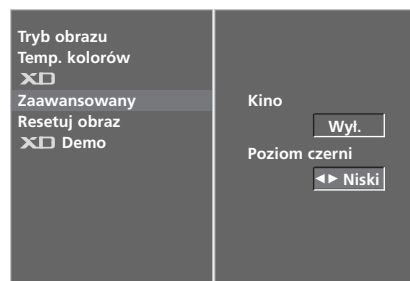 Tryb obrazu
Temp. kolorów
XD
Zaawansowany
Resetuj obraz
XD Demo
Kino
Wył.
Poziom czerni
◄► Niski